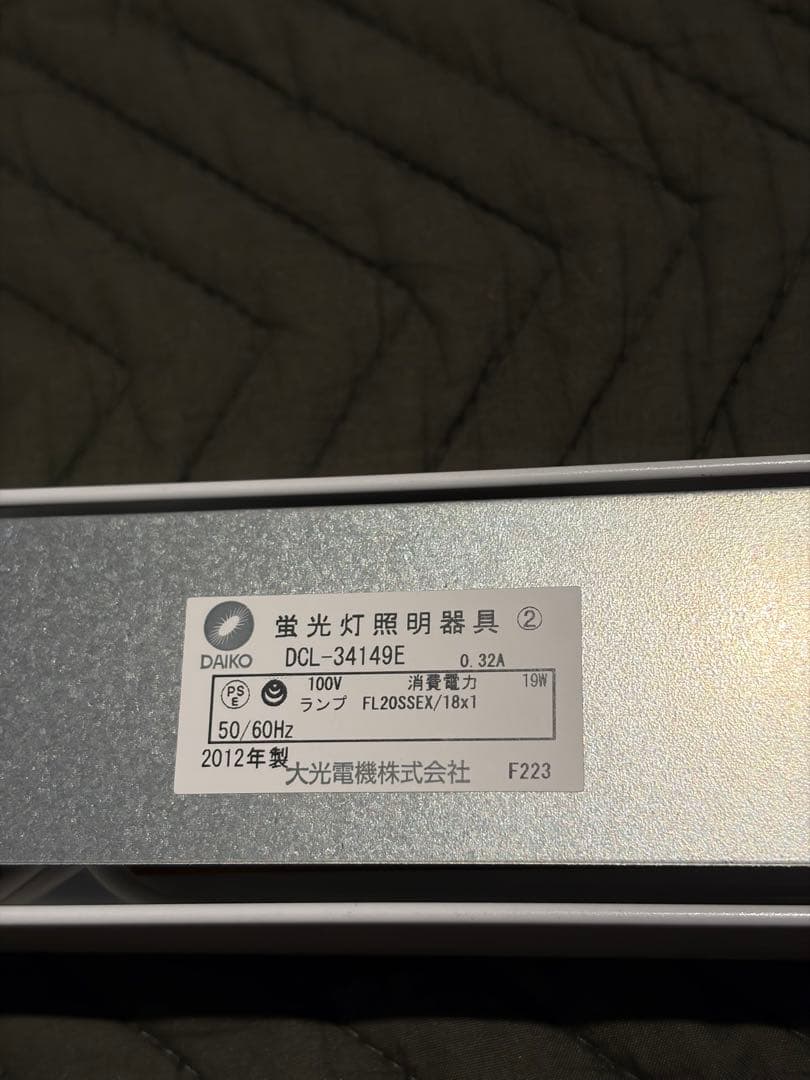 蛍光灯照明器具 ②
DAIKO DCL-34149E 0.32A
PS E 100V 消費電力 19W
ランプ FL20SSEX/18x1
50/60Hz
2012年製
大光電機株式会社 F223